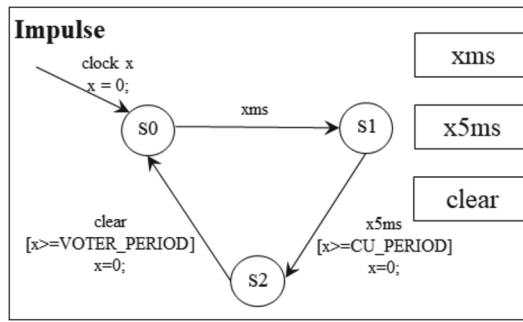 Impulse
clock x
x = 0;
xms
S0
xms
S1
x5ms
clear
clear
[x>=VOTER_PERIOD]
x=0;
x5ms
[x>=CU_PERIOD]
x=0;
S2